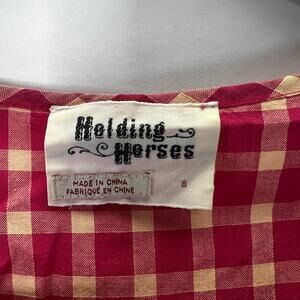 Holding
Horses
MADE IN CHINA
FABRIQUÉ EN CHINE
8